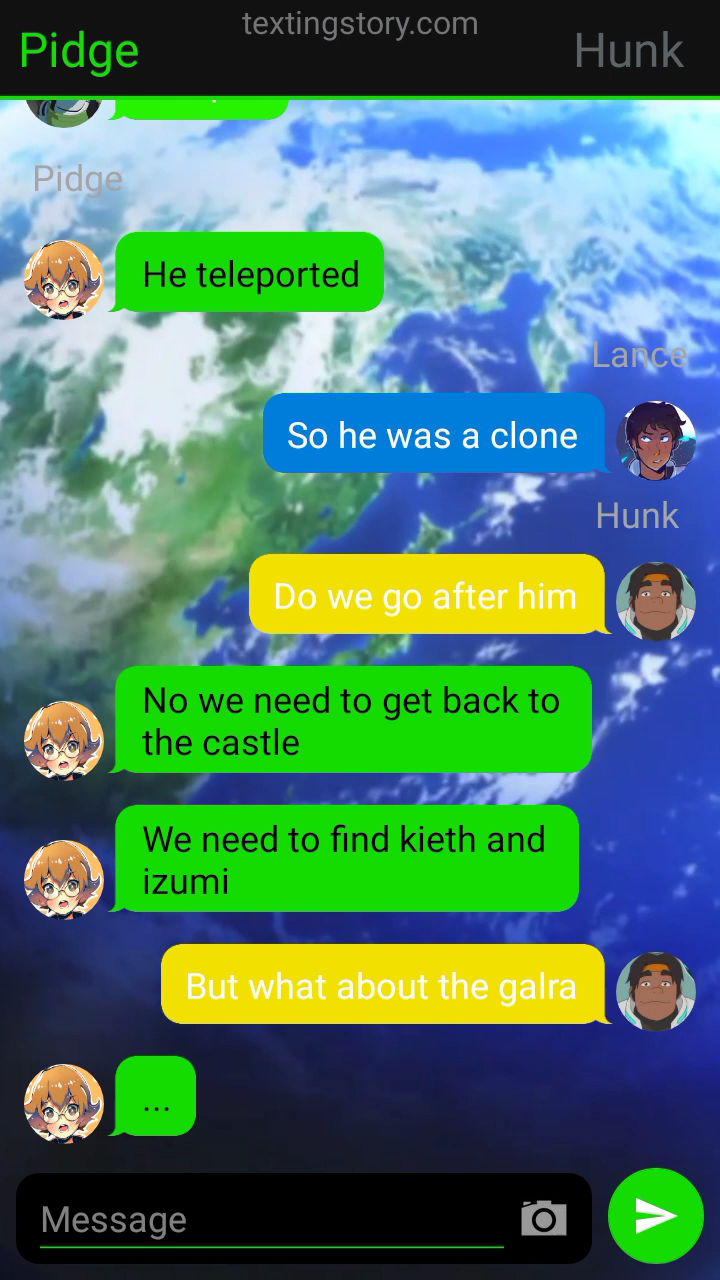 textingstory.com
Pidge
Hunk
Pidge
He teleported
Lance
So he was a clone
Hunk
Do we go after him
No we need to get back to
the castle
We need to find kieth and
izumi
But what about the galra
...
Message